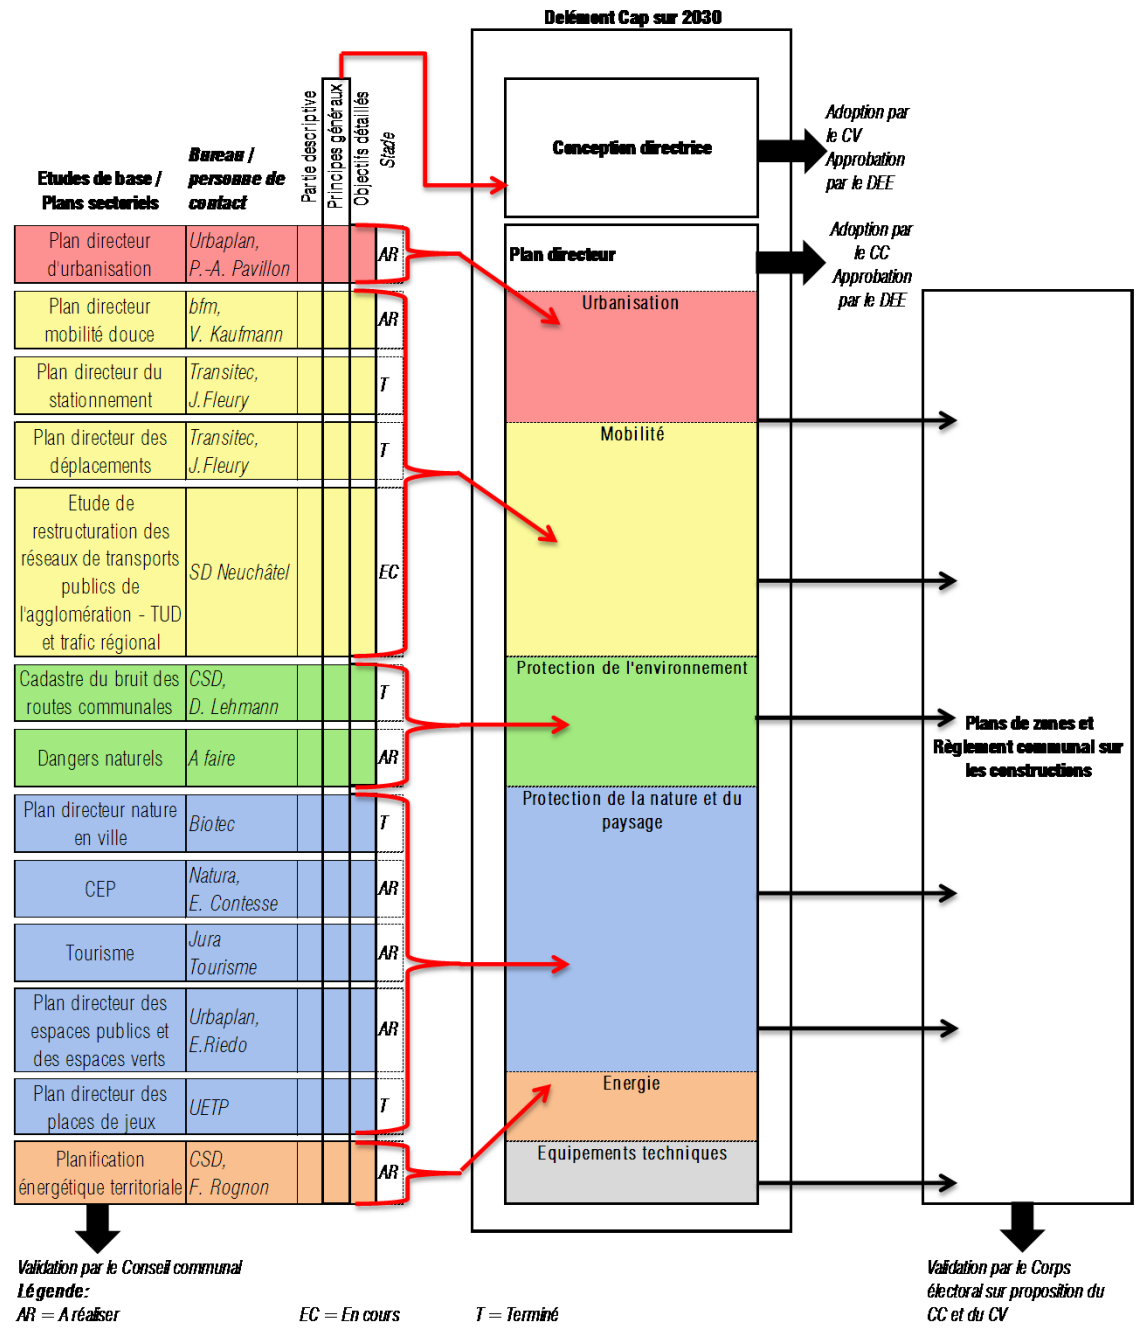 Delémont Cap sur 2030
Partie descriptive
Principes généraux
Objectifs détaillés
Stade
Etudes de base /
Plans sectoriels
Bureau /
personne de
contact
Conception directrice
Adoption par
le CV
Approbation
par le DEE
Plan directeur
d'urbanisation
Urbaplan,
P.-A. Pavillon
AR
Plan directeur
Adoption par
le CC
Approbation
par le DEE
Urbanisation
Plan directeur
mobilité douce
bfm,
V. Kaufmann
AR
Plan directeur du
stationnement
Transitec,
J.Fleury
T
Plan directeur des
déplacements
Transitec,
J.Fleury
T
Mobilité
Etude de
restructuration des
réseaux de transports
publics de
l'agglomération - TUD
et trafic régional
SD Neuchâtel
EC
Cadastre du bruit des
routes communales
CSD,
D. Lehmann
T
Protection de l'environnement
Dangers naturels
A faire
AR
Plans de zones et
Règlement communal sur
les constructions
Plan directeur nature
en ville
Biotec
T
Protection de la nature et du
paysage
CEP
Natura,
E. Contesse
AR
Tourisme
Jura
Tourisme
AR
Plan directeur des
espaces publics et
des espaces verts
Urbaplan,
E.Riedo
AR
Plan directeur des
places de jeux
UETP
T
Energie
Planification
énergétique territoriale
CSD,
F. Rognon
AR
Equipements techniques
Validation par le Conseil communal
Légende:
AR = A réaliser
EC = En cours
T = Terminé
Validation par le Corps
électoral sur proposition du
CC et du CV